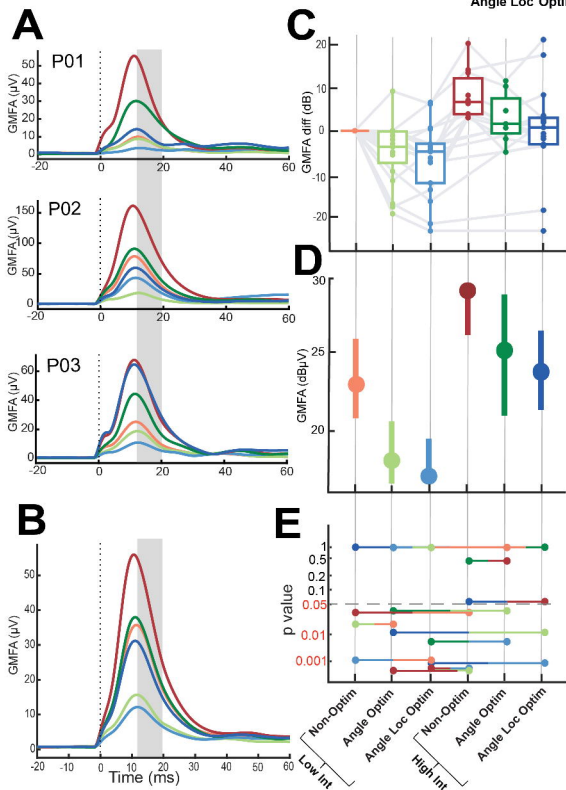 Angle Loc Optim
A
P01
GMFA (µV)
50
40
30
20
10
0
-20 0 20 40 60
P02
GMFA (µV)
150
100
50
0
-20 0 20 40 60
P03
GMFA (µV)
60
40
20
0
-20 0 20 40 60
B
GMFA (µV)
50
40
30
20
10
0
-20 -10 0 10 20 30 40 50 60
Time (ms)
C
GMFA diff (dB)
20
10
0
-10
-20
D
GMFA (dBµV)
30
25
20
E
p value
1
0.5
0.2
0.1
0.05
0.01
0.001
Non-Optim
Angle Optim
Angle Loc Optim
Non-Optim
Angle Optim
Angle Loc Optim
Low Int
High Int